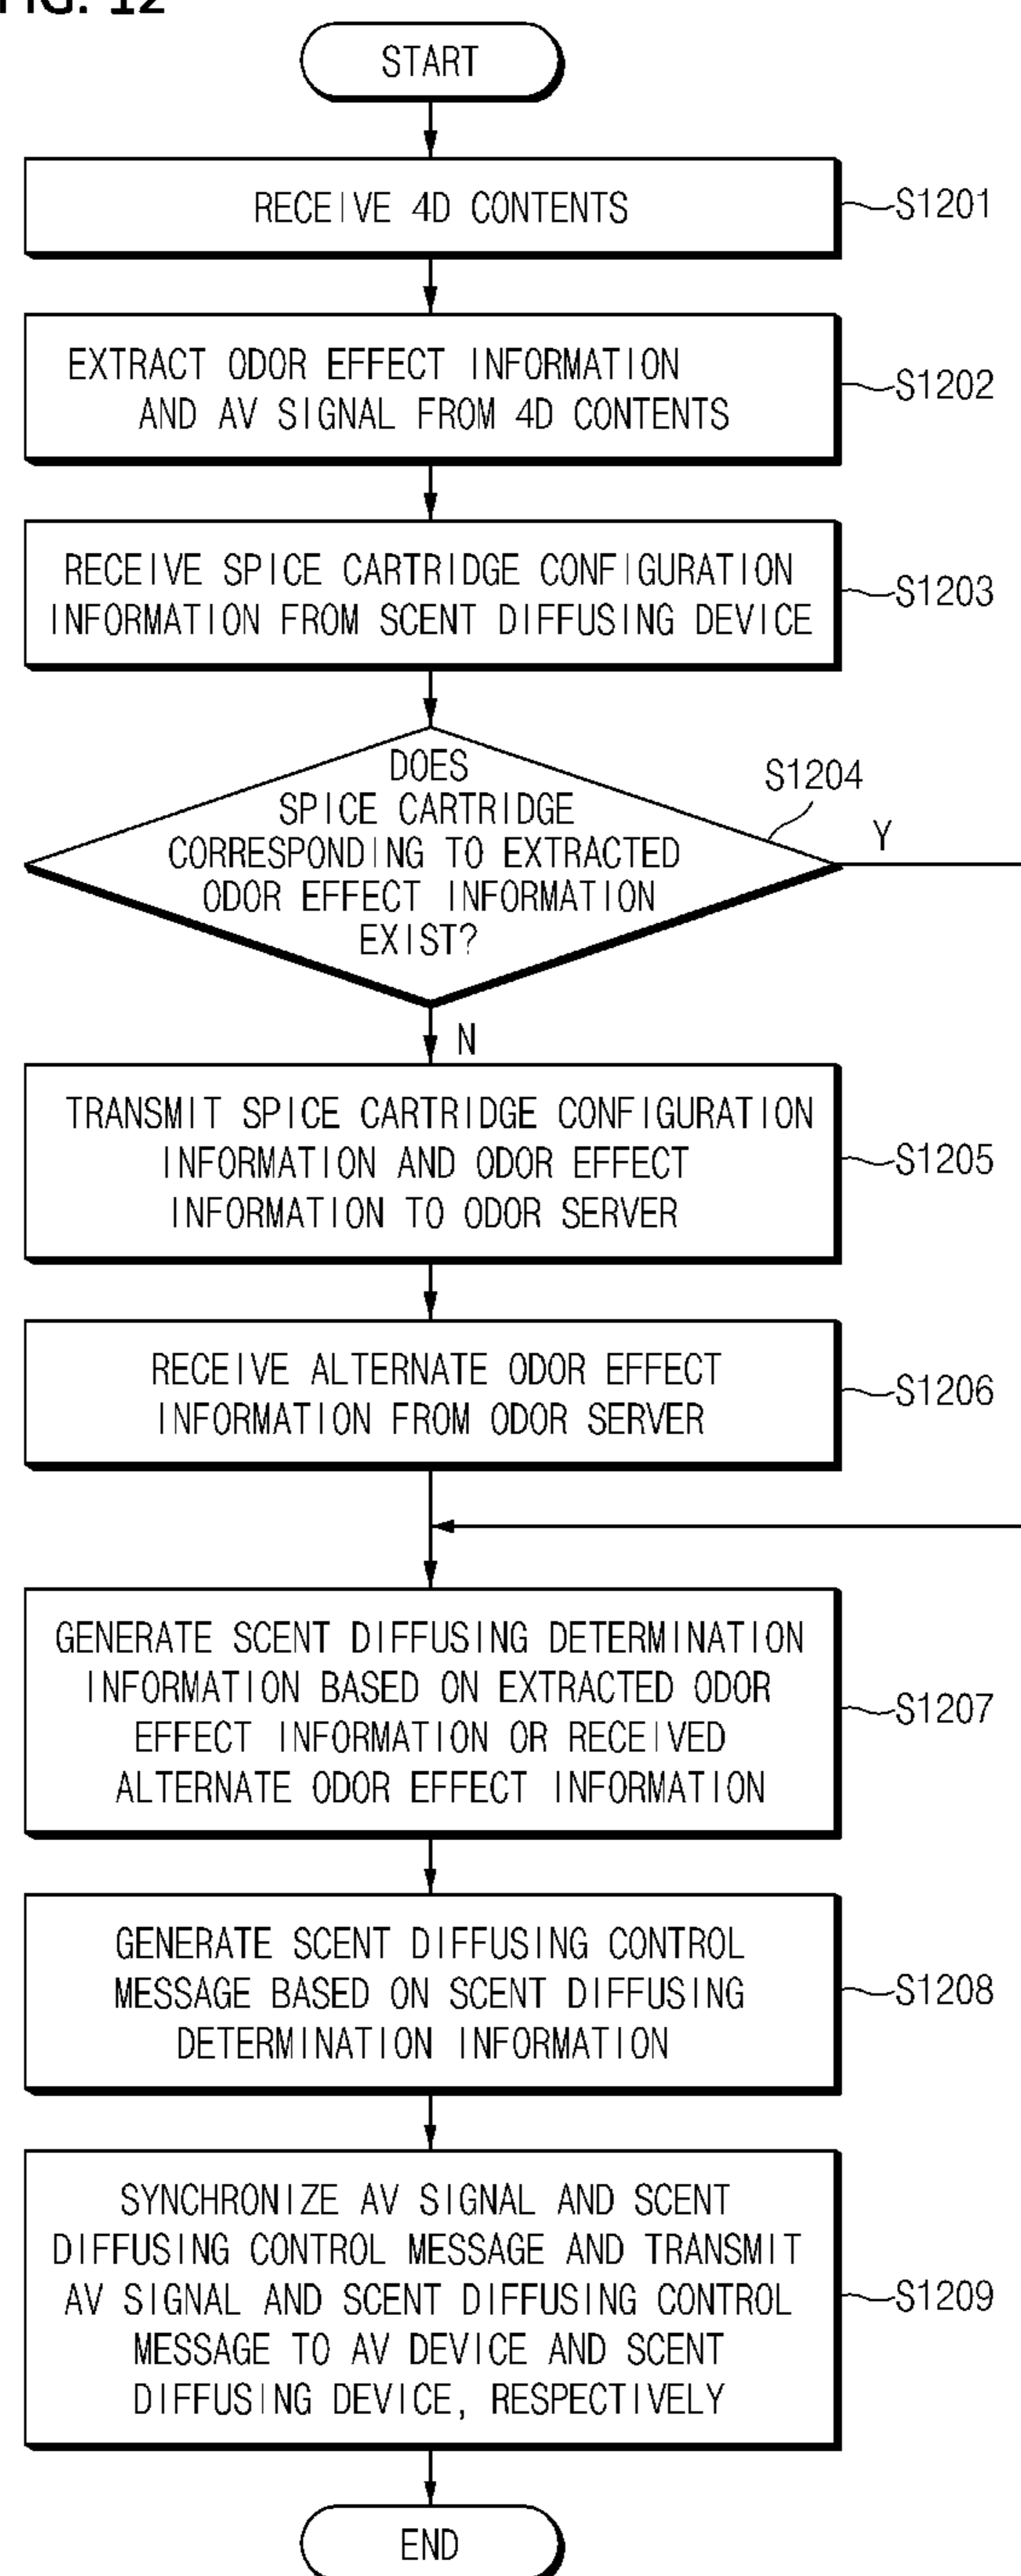 FIG. 12
START
RECEIVE 4D CONTENTS
S1201
EXTRACT ODOR EFFECT INFORMATION
AND AV SIGNAL FROM 4D CONTENTS
S1202
RECEIVE SPICE CARTRIDGE CONFIGURATION
INFORMATION FROM SCENT DIFFUSING DEVICE
S1203
DOES
SPICE CARTRIDGE
CORRESPONDING TO EXTRACTED
ODOR EFFECT INFORMATION
EXIST?
S1204
Y
N
TRANSMIT SPICE CARTRIDGE CONFIGURATION
INFORMATION AND ODOR EFFECT
INFORMATION TO ODOR SERVER
S1205
RECEIVE ALTERNATE ODOR EFFECT
INFORMATION FROM ODOR SERVER
S1206
GENERATE SCENT DIFFUSING DETERMINATION
INFORMATION BASED ON EXTRACTED ODOR
EFFECT INFORMATION OR RECEIVED
ALTERNATE ODOR EFFECT INFORMATION
S1207
GENERATE SCENT DIFFUSING CONTROL
MESSAGE BASED ON SCENT DIFFUSING
DETERMINATION INFORMATION
S1208
SYNCHRONIZE AV SIGNAL AND SCENT
DIFFUSING CONTROL MESSAGE AND TRANSMIT
AV SIGNAL AND SCENT DIFFUSING CONTROL
MESSAGE TO AV DEVICE AND SCENT
DIFFUSING DEVICE, RESPECTIVELY
S1209
END